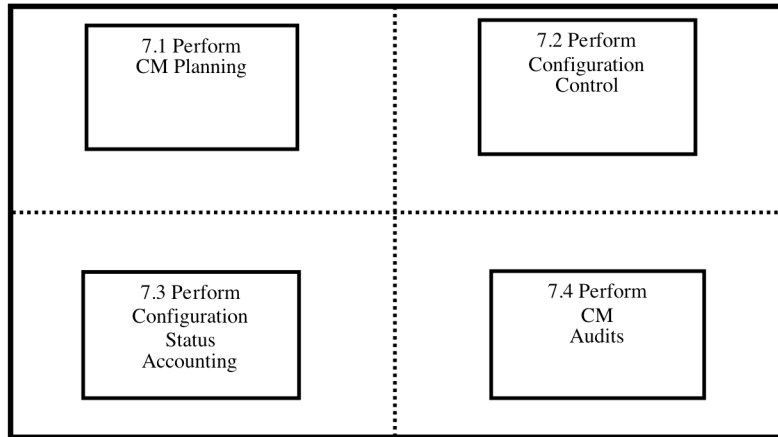 7.1 Perform
CM Planning
7.2 Perform
Configuration
Control
7.3 Perform
Configuration
Status
Accounting
7.4 Perform
CM
Audits